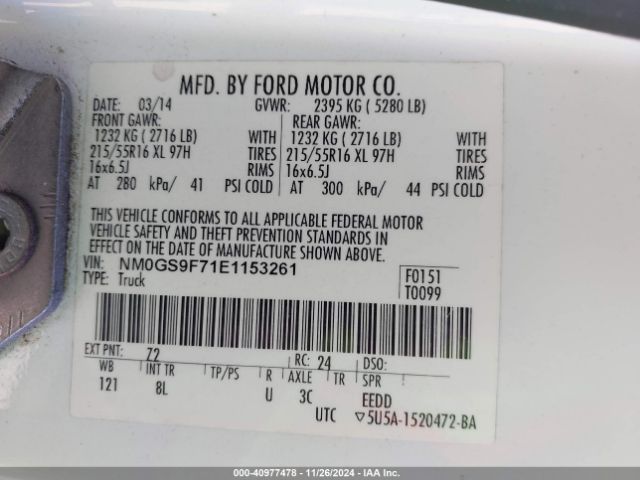 MFD. BY FORD MOTOR CO.
DATE: 03/14 GVWR: 2395 KG ( 5280 LB)
FRONT GAWR: REAR GAWR:
1232 KG ( 2716 LB) WITH 1232 KG ( 2716 LB) WITH
215/55R16 XL 97H TIRES 215/55R16 XL 97H TIRES
16x6.5J RIMS 16x6.5J RIMS
AT 280 kPa/ 41 PSI COLD AT 300 kPa/ 44 PSI COLD
THIS VEHICLE CONFORMS TO ALL APPLICABLE FEDERAL MOTOR
VEHICLE SAFETY AND THEFT PREVENTION STANDARDS IN
EFFECT ON THE DATE OF MANUFACTURE SHOWN ABOVE.
VIN: NM0GS9F71E1153261
TYPE: Truck
F0151
T0099
EXT PNT: 7Z RC: 24 DSO:
WB INT TR TP/PS R AXLE TR SPR
121 8L U 3C EEDD
UTC ▽5U5A-1520472-BA
000-40977478 - 11/26/2024 - IAA Inc.